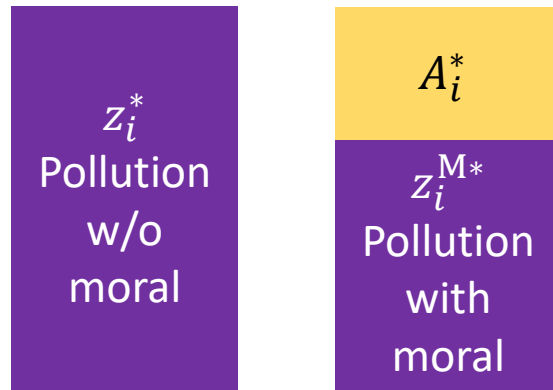 z_i^*
Pollution
w/o
moral
A_i^*
z_i^{M*}
Pollution
with
moral